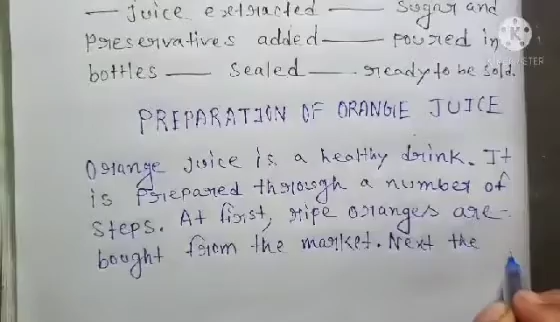 — juice extracted — sugar and
preservatives added — poured in
bottles — sealed — ready to be sold.
PREPARATION OF ORANGE JUICE
Orange juice is a healthy drink. It
is prepared through a number of
steps. At first, ripe oranges are
bought from the market. Next the